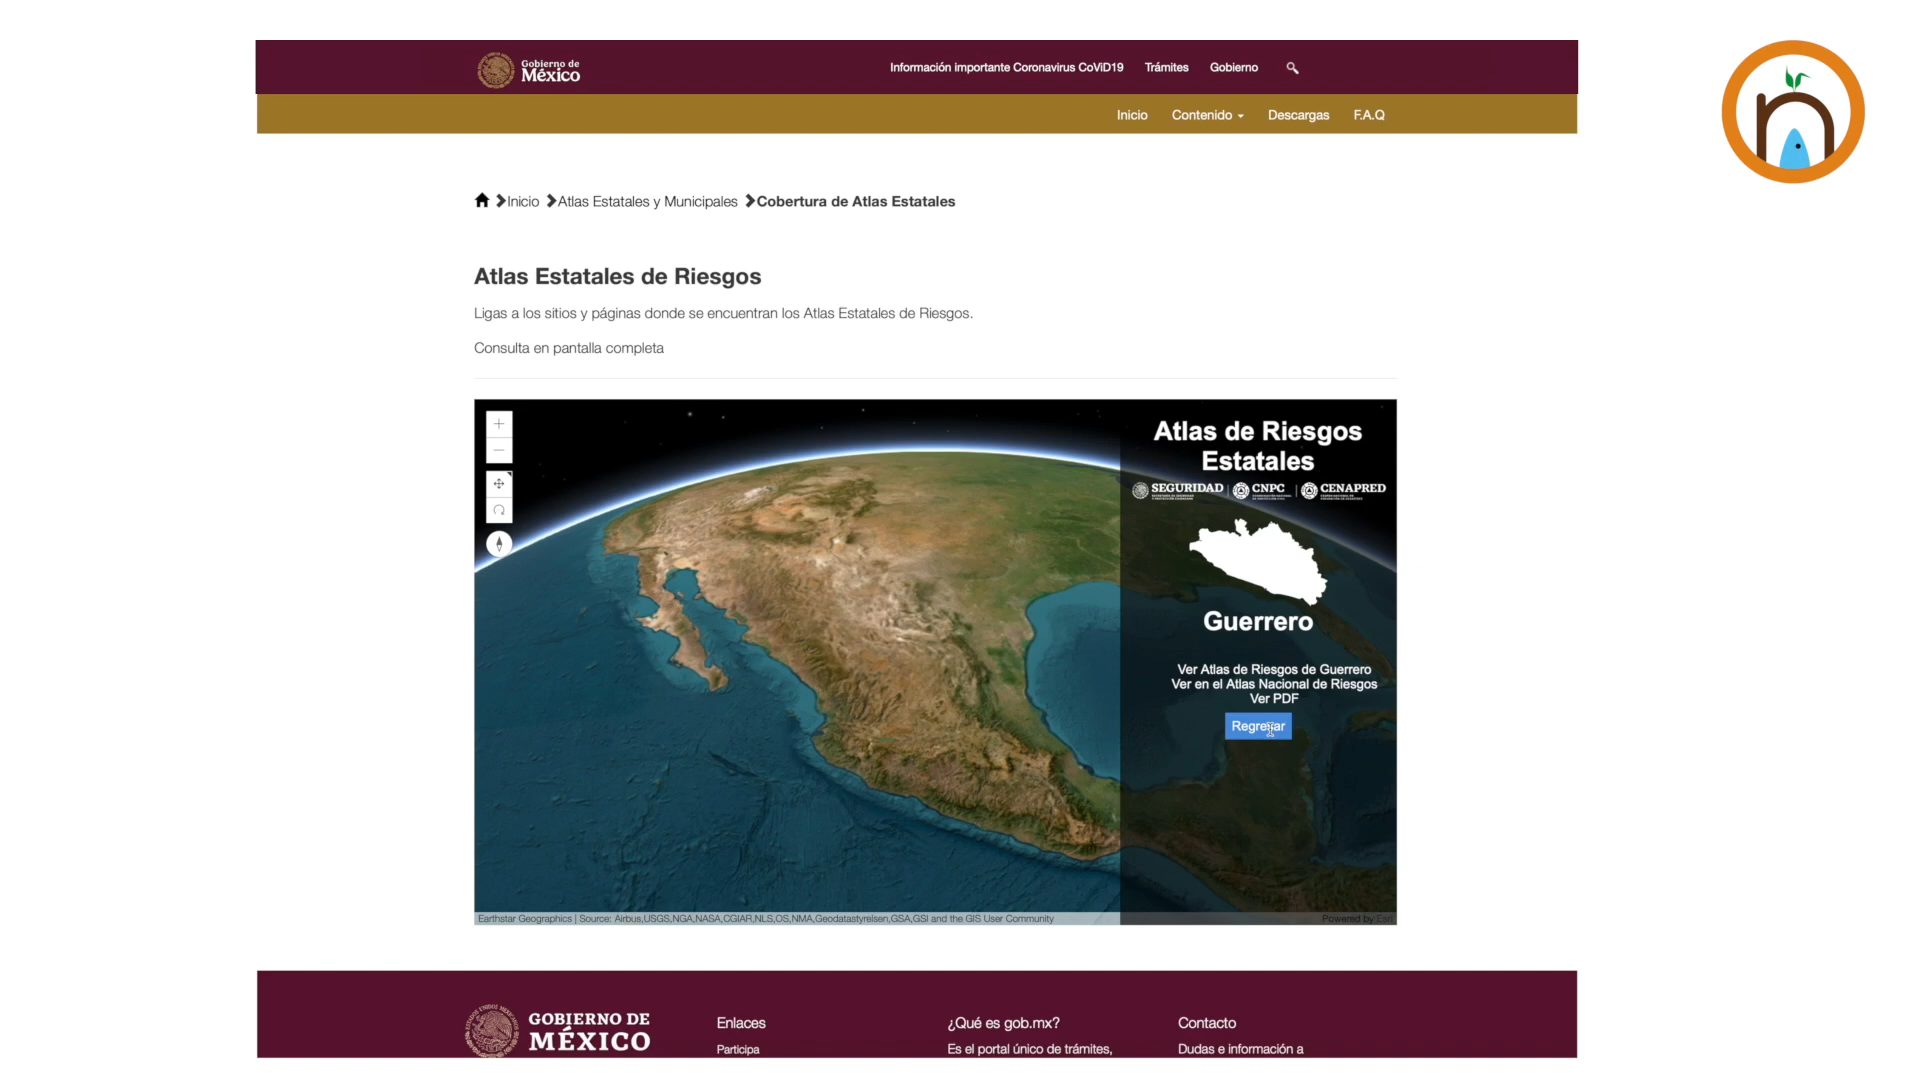 Gobierno de
México
Información importante Coronavirus CoViD19 Trámites Gobierno
Inicio Contenido Descargas F.A.Q
Inicio Atlas Estatales y Municipales Cobertura de Atlas Estatales
Atlas Estatales de Riesgos
Ligas a los sitios y páginas donde se encuentran los Atlas Estatales de Riesgos.
Consulta en pantalla completa
Atlas de Riesgos
Estatales
SEGURIDAD CNPC CENAPRED
Guerrero
Ver Atlas de Riesgos de Guerrero
Ver en el Atlas Nacional de Riesgos
Ver PDF
Regresar
Earthstar Geographics | Source: Airbus,USGS,NGA,NASA,CGIAR,NLS,OS,NMA,Geodatastyrelsen,GSA,GSI and the GIS User Community
Powered by Esri
GOBIERNO DE
MÉXICO
Enlaces
Participa
¿Qué es gob.mx?
Es el portal único de trámites,
Contacto
Dudas e información a